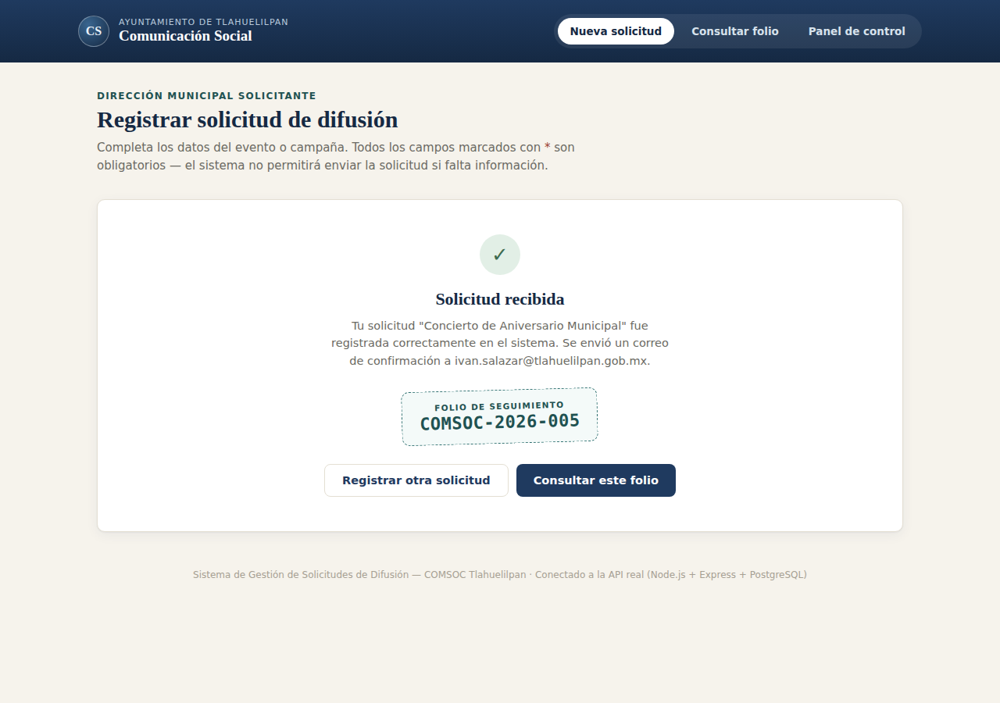 CS
AYUNTAMIENTO DE TLAHUELILPAN
Comunicación Social
Nueva solicitud
Consultar folio
Panel de control
DIRECCIÓN MUNICIPAL SOLICITANTE
Registrar solicitud de difusión
Completa los datos del evento o campaña. Todos los campos marcados con * son
obligatorios — el sistema no permitirá enviar la solicitud si falta información.
✓
Solicitud recibida
Tu solicitud "Concierto de Aniversario Municipal" fue
registrada correctamente en el sistema. Se envió un correo
de confirmación a ivan.salazar@tlahuelilpan.gob.mx.
FOLIO DE SEGUIMIENTO
COMSOC-2026-005
Registrar otra solicitud
Consultar este folio
Sistema de Gestión de Solicitudes de Difusión — COMSOC Tlahuelilpan · Conectado a la API real (Node.js + Express + PostgreSQL)